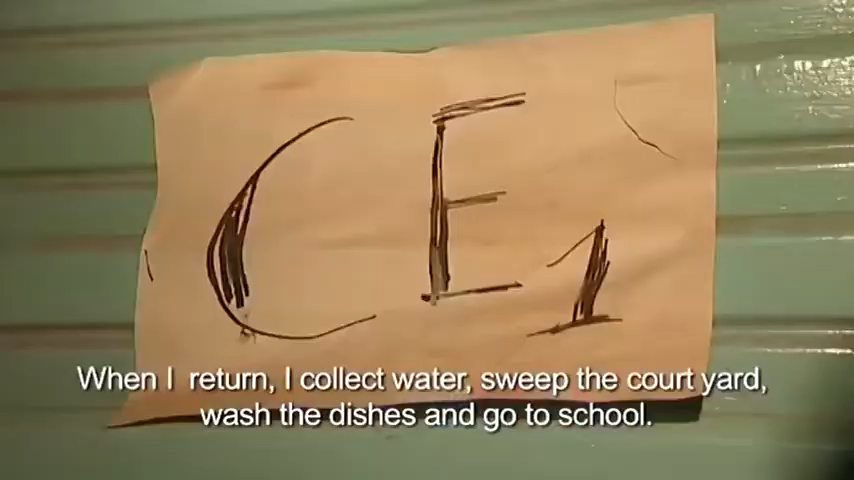 CE1
When I return, I collect water, sweep the court yard,
wash the dishes and go to school.